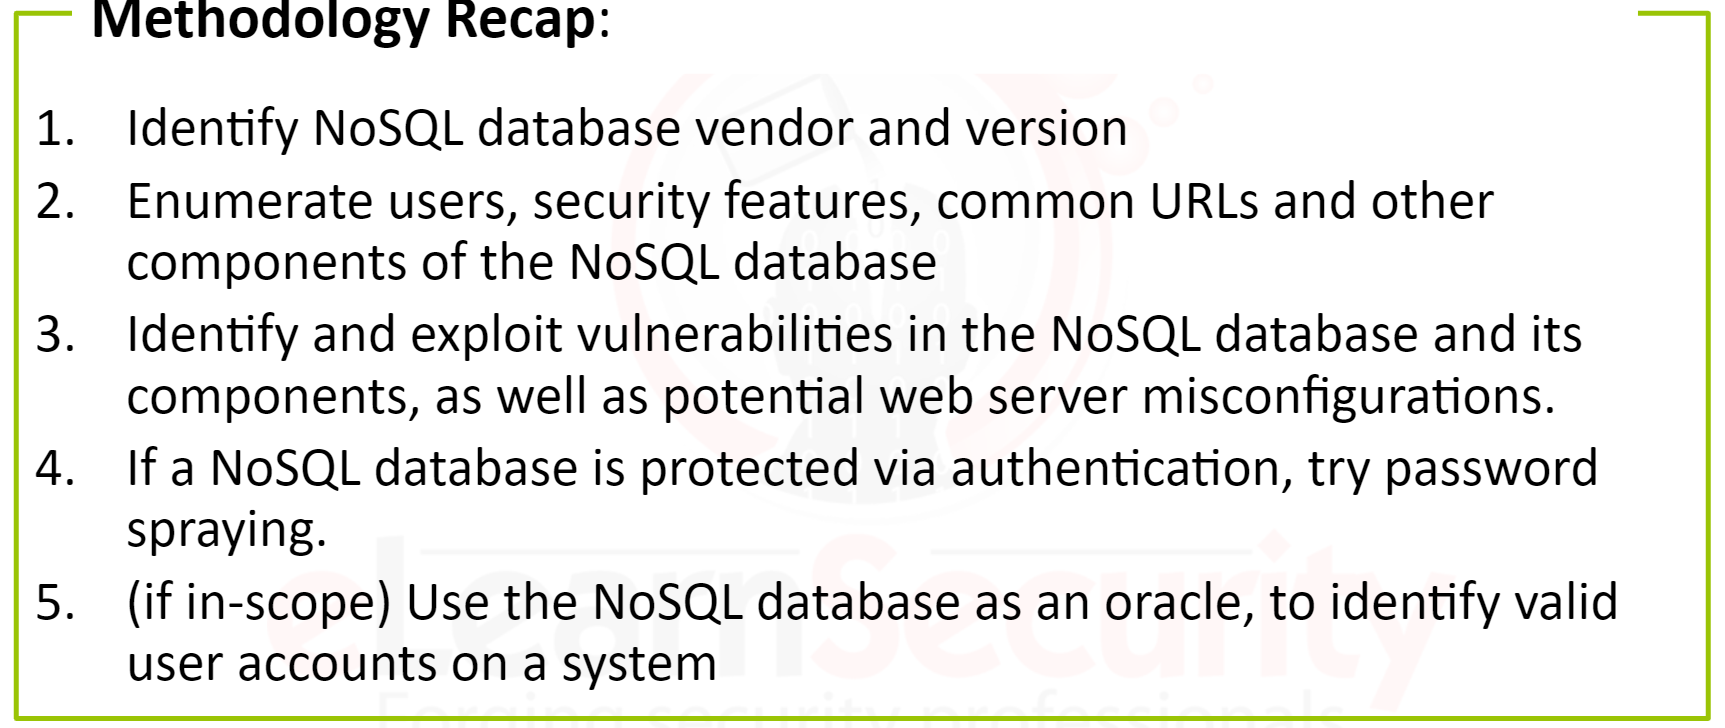 Methodology Recap:
1. Identify NoSQL database vendor and version
2. Enumerate users, security features, common URLs and other
components of the NoSQL database
3. Identify and exploit vulnerabilities in the NoSQL database and its
components, as well as potential web server misconfigurations.
4. If a NoSQL database is protected via authentication, try password
spraying.
5. (if in-scope) Use the NoSQL database as an oracle, to identify valid
user accounts on a system
eLearnSecurity
Forging security professionals